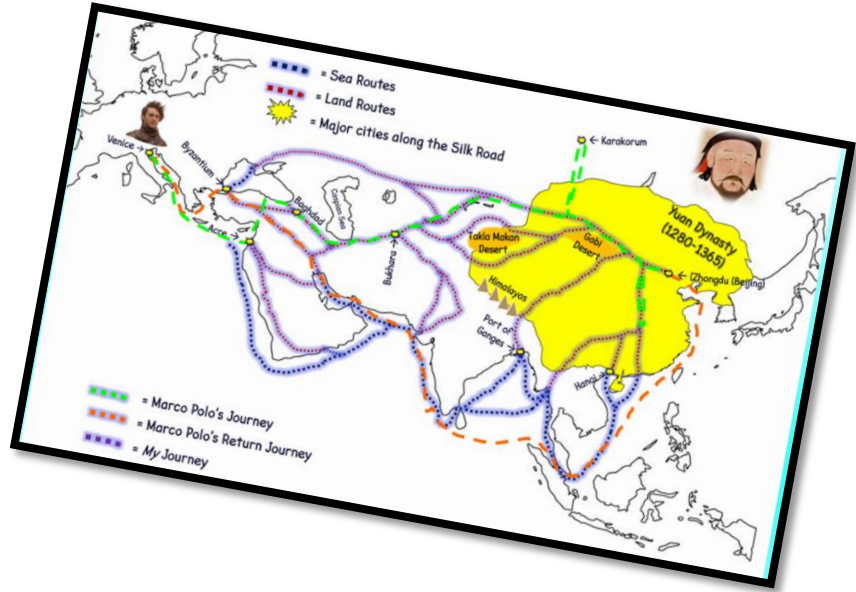 = Sea Routes
= Land Routes
= Major cities along the Silk Road
Venice
Byzantium
Acre
Baghdad
Caspian Sea
Bukhara
Karakorum
Takla Makan
Desert
Gobi
Desert
Yuan Dynasty
(1280-1365)
Zhongdu (Beijing)
Himalayas
Port of
Ganges
Hanoi
= Marco Polo's Journey
= Marco Polo's Return Journey
= My Journey